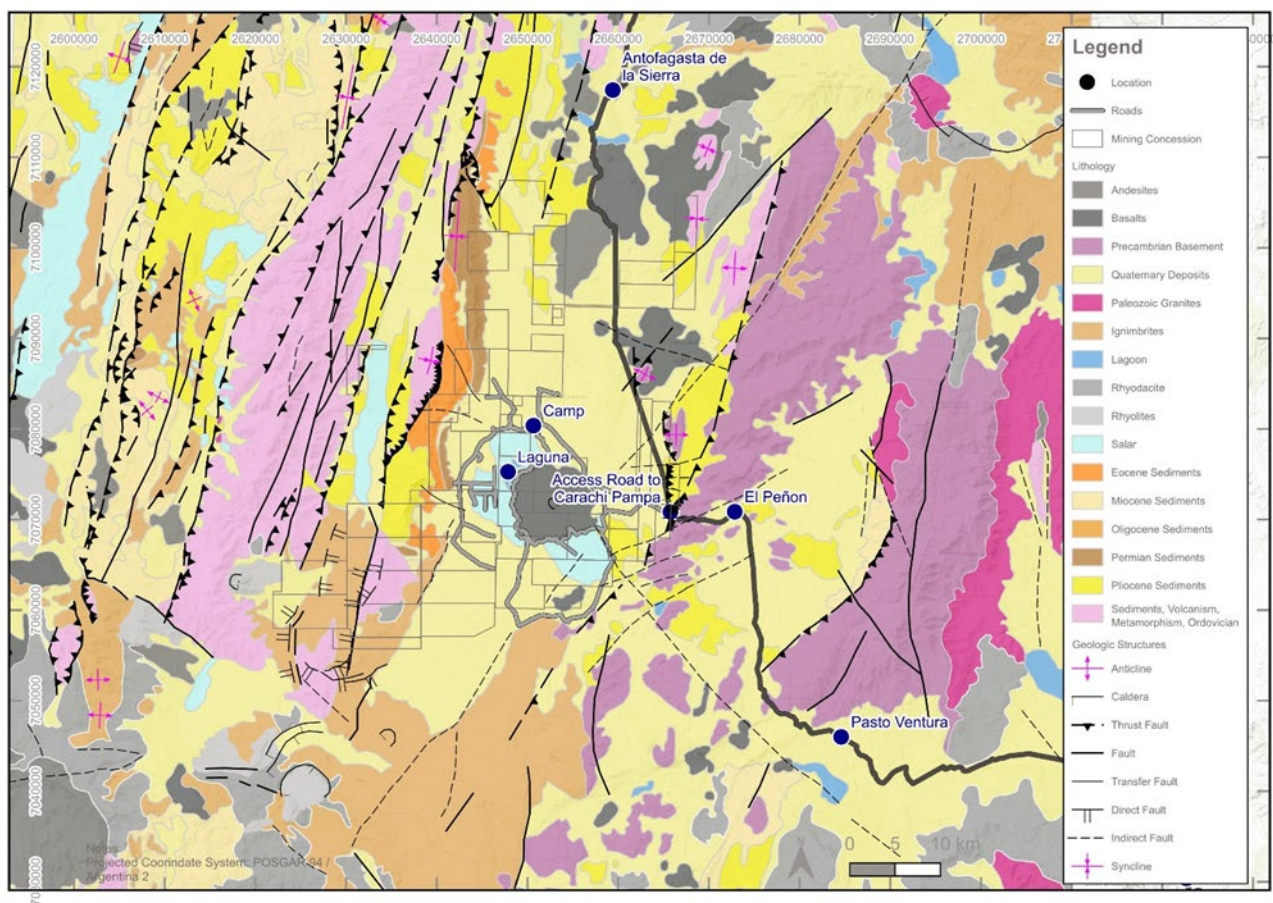 2600000 2610000 2620000 2630000 2640000 2650000 2660000 2670000 2680000 2690000 2700000
7120000
7110000
7100000
7090000
7080000
7070000
7060000
7050000
7040000
Antofagasta de
la Sierra
Camp
Laguna
Access Road to
Carachi Pampa
El Peñon
Pasto Ventura
Notes:
Projected Coorindate System: POSGAR 94 /
Argentina 2
0 5 10 km
Legend
Location
Roads
Mining Concession
Lithology
Andesites
Basalts
Precambrian Basement
Quaternary Deposits
Paleozoic Granites
Ignimbrites
Lagoon
Rhyodacite
Rhyolites
Salar
Eocene Sediments
Miocene Sediments
Oligocene Sediments
Permian Sediments
Pliocene Sediments
Sediments, Volcanism,
Metamorphism, Ordovician
Geologic Structures
Anticline
Caldera
Thrust Fault
Fault
Transfer Fault
Direct Fault
Indirect Fault
Syncline